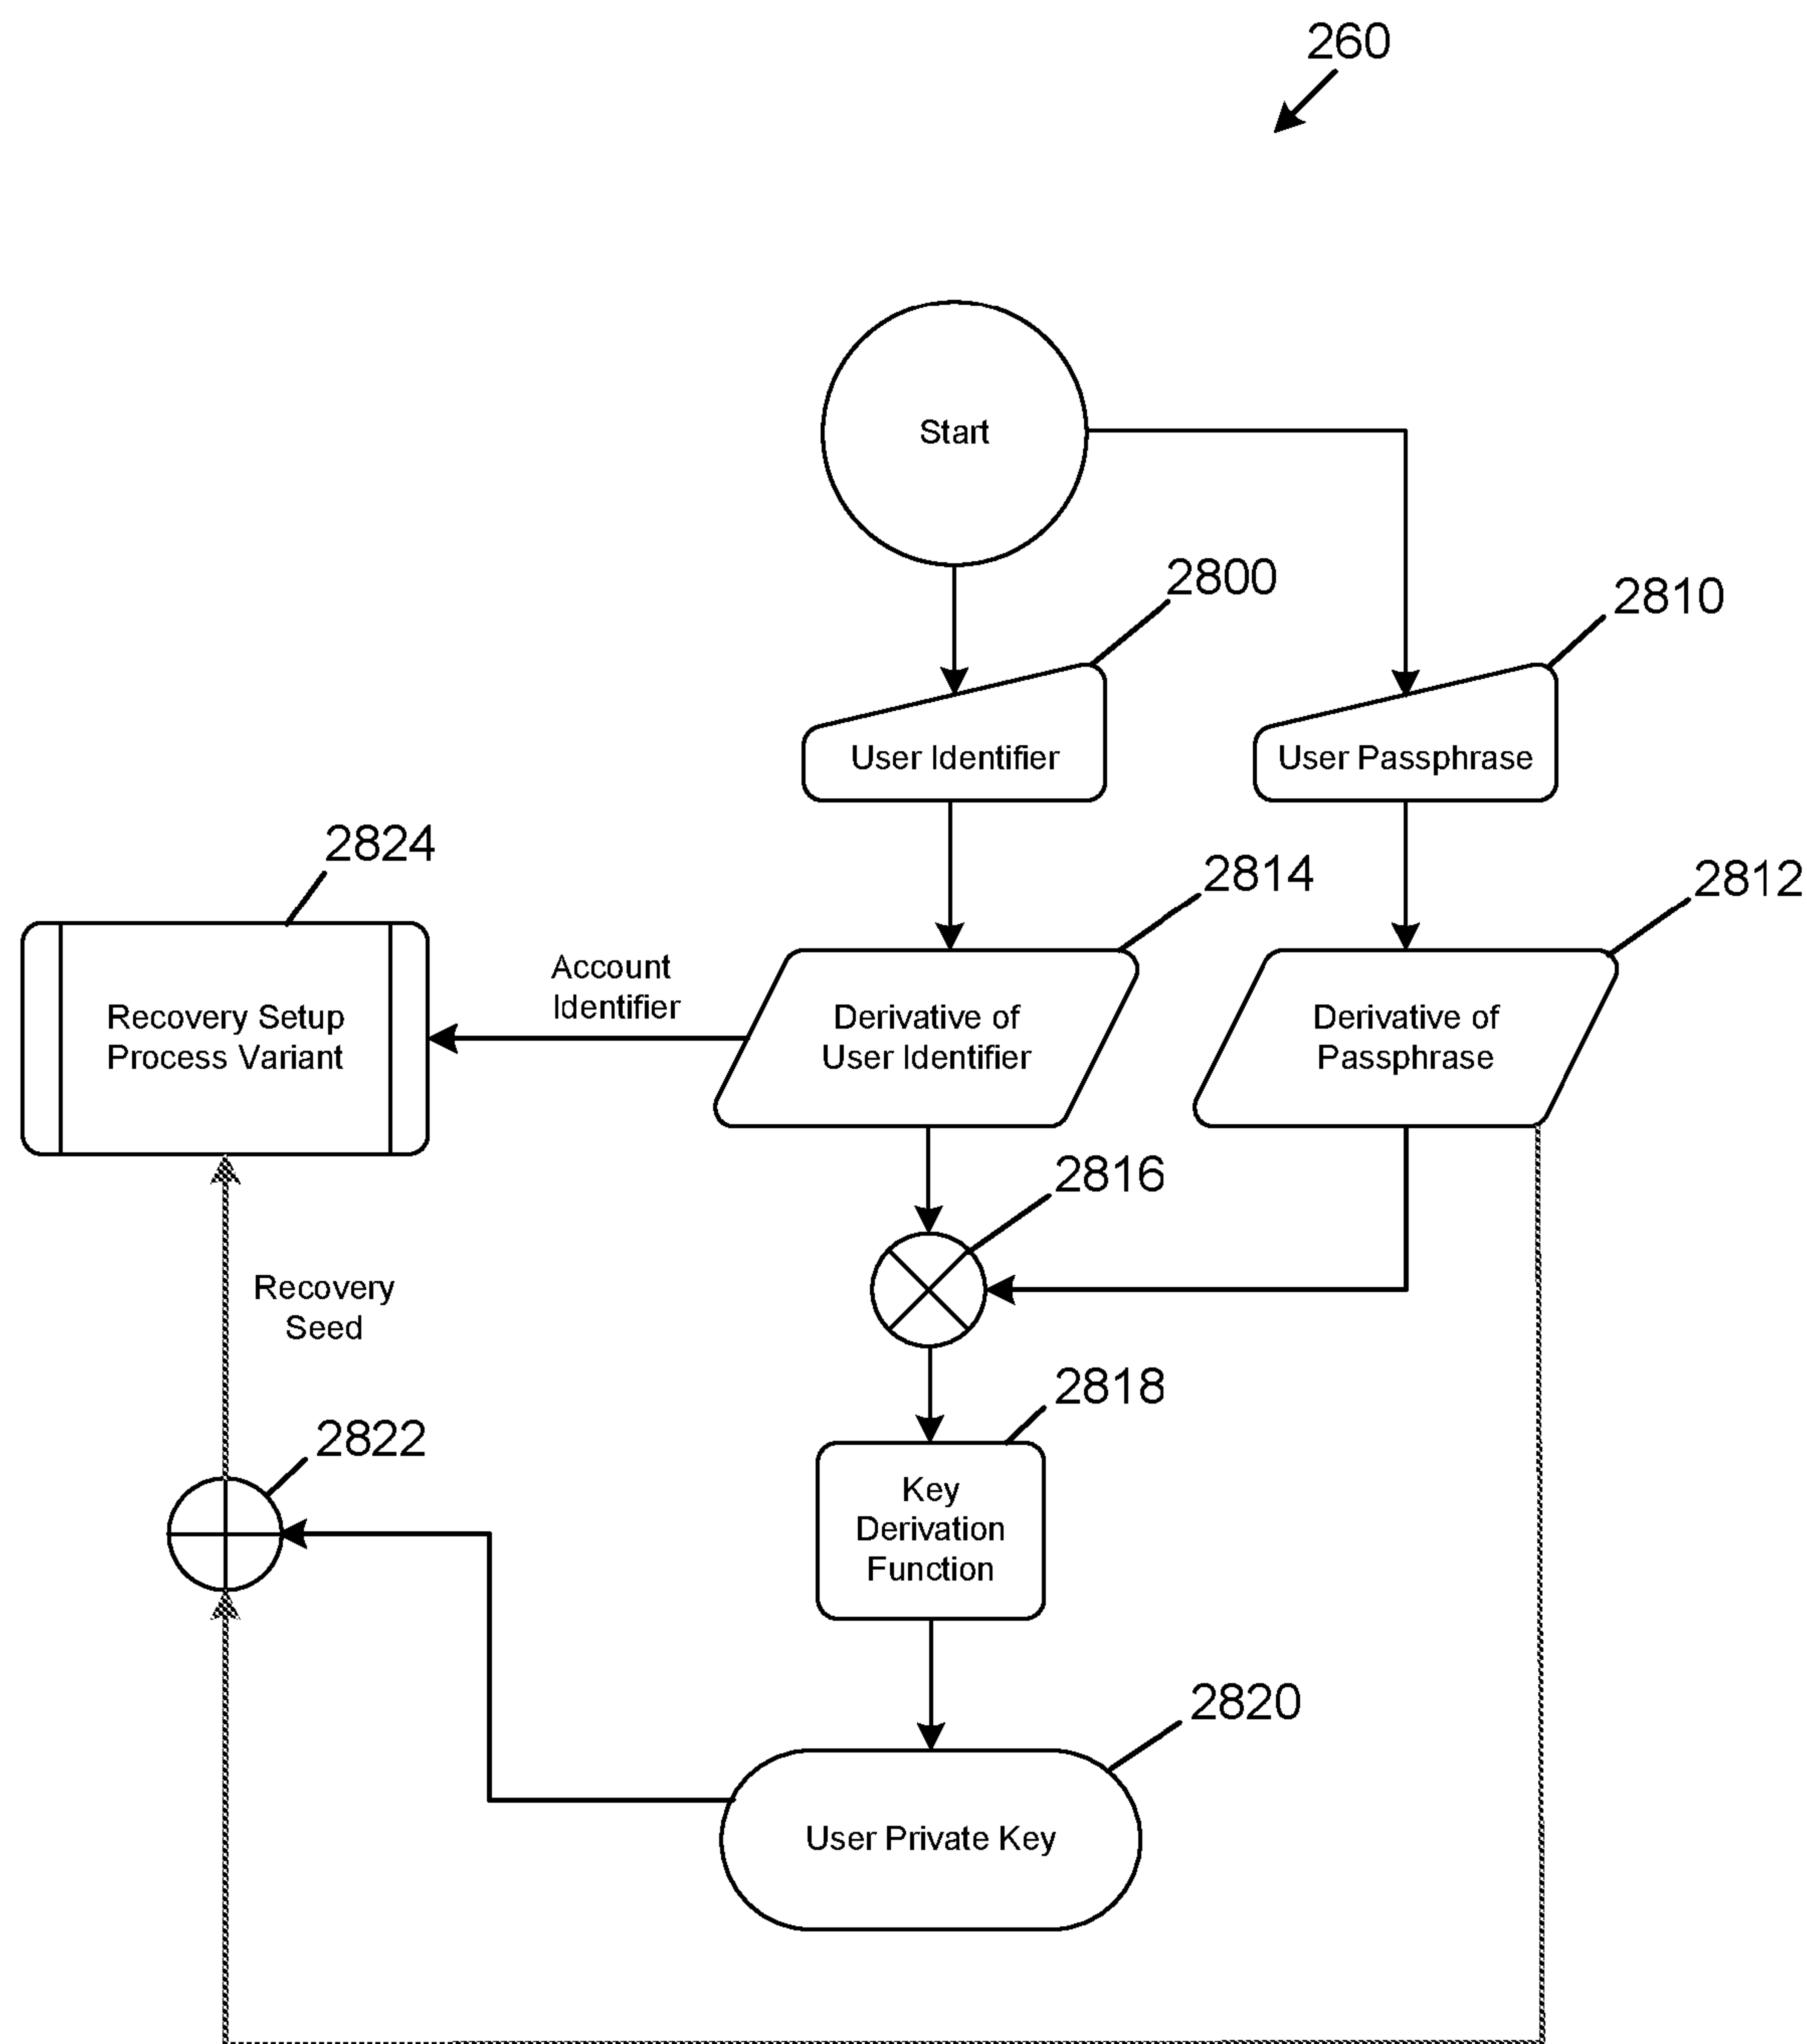 260
Start
2800
2810
User Identifier
User Passphrase
2824
2814
2812
Account
Identifier
Recovery Setup
Process Variant
Derivative of
User Identifier
Derivative of
Passphrase
2816
Recovery
Seed
2818
2822
Key
Derivation
Function
2820
User Private Key